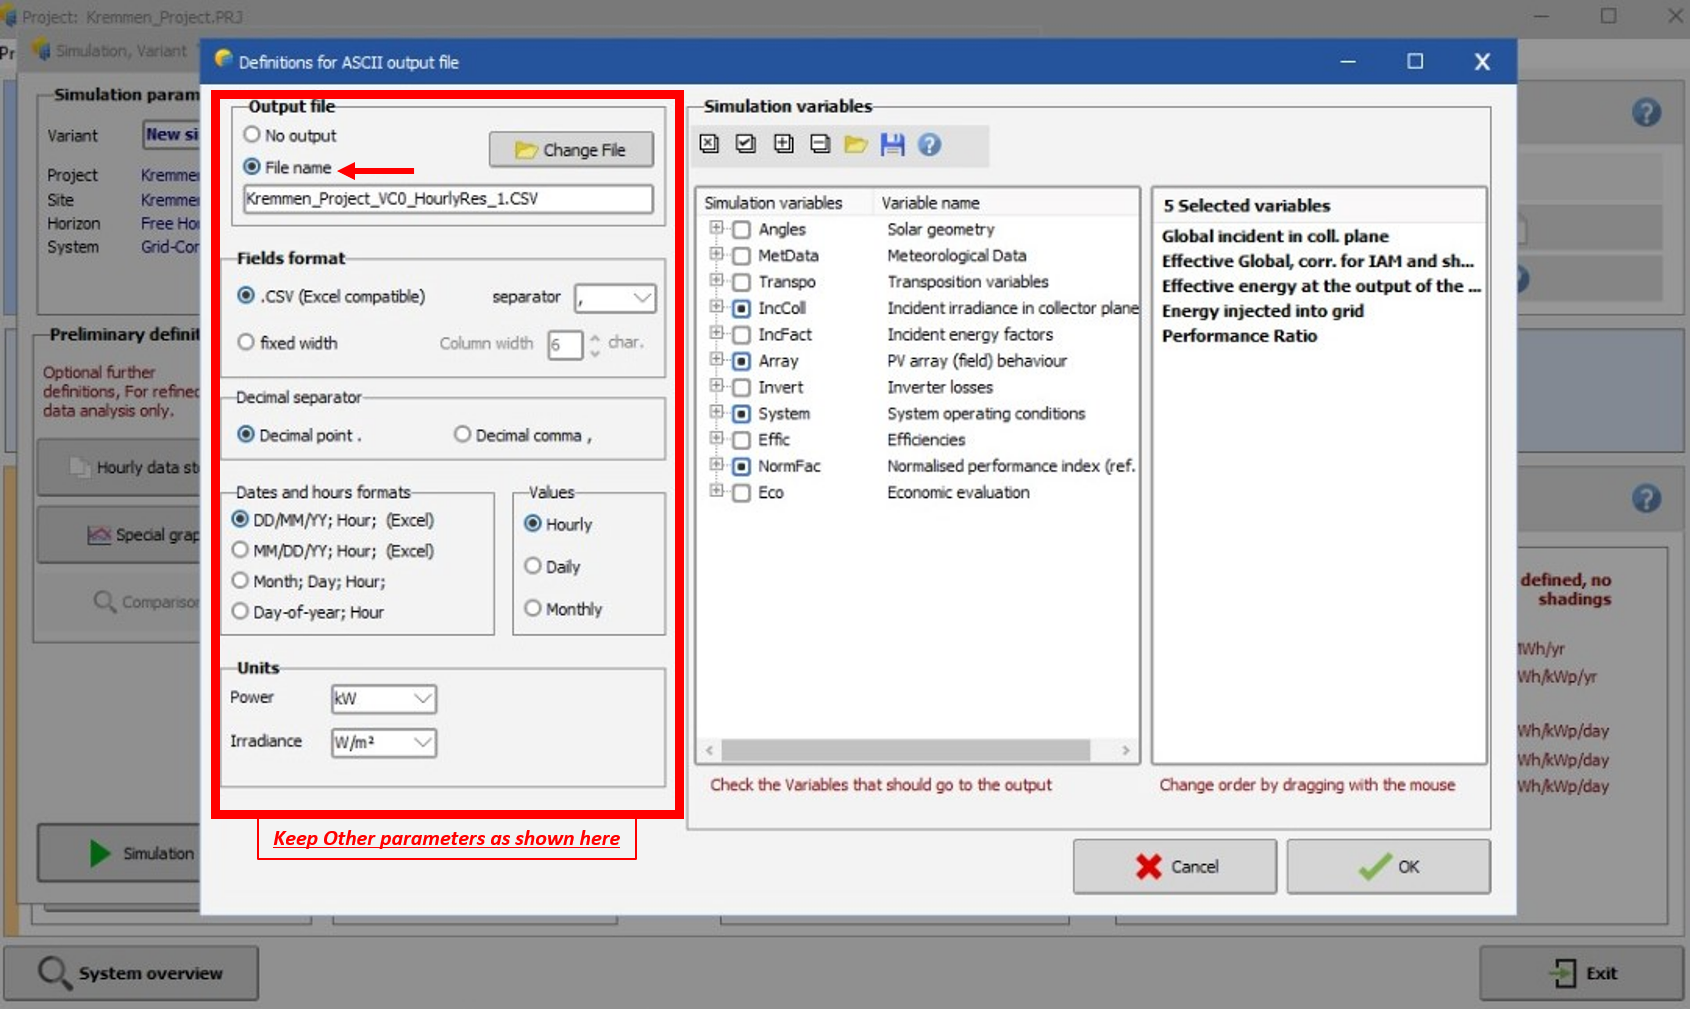 Project: Kremmen_Project.PRJ
Simulation, Variant
Definitions for ASCII output file
Simulation param
Variant
New si
Project
Kremmen
Site
Kremmen
Horizon
Free Ho
System
Grid-Con
Preliminary definit
Optional further
definitions, For refined
data analysis only.
Hourly data sto
Special grap
Comparison
Simulation
Output file
No output
File name
Change File
Kremmen_Project_VC0_HourlyRes_1.CSV
Fields format
.CSV (Excel compatible)
separator
,
fixed width
Column width
6
char.
Decimal separator
Decimal point .
Decimal comma ,
Dates and hours formats
DD/MM/YY; Hour; (Excel)
MM/DD/YY; Hour; (Excel)
Month; Day; Hour;
Day-of-year; Hour
Values
Hourly
Daily
Monthly
Units
Power
kW
Irradiance
W/m²
Keep Other parameters as shown here
Simulation variables
Simulation variables
Variable name
Angles
Solar geometry
MetData
Meteorological Data
Transpo
Transposition variables
IncColl
Incident irradiance in collector plane
IncFact
Incident energy factors
Array
PV array (field) behaviour
Invert
Inverter losses
System
System operating conditions
Effic
Efficiencies
NormFac
Normalised performance index (ref.
Eco
Economic evaluation
Check the Variables that should go to the output
5 Selected variables
Global incident in coll. plane
Effective Global, corr. for IAM and sh...
Effective energy at the output of the ...
Energy injected into grid
Performance Ratio
Change order by dragging with the mouse
Cancel
OK
defined, no
shadings
Wh/yr
Wh/kWp/yr
Wh/kWp/day
Wh/kWp/day
Wh/kWp/day
System overview
Exit